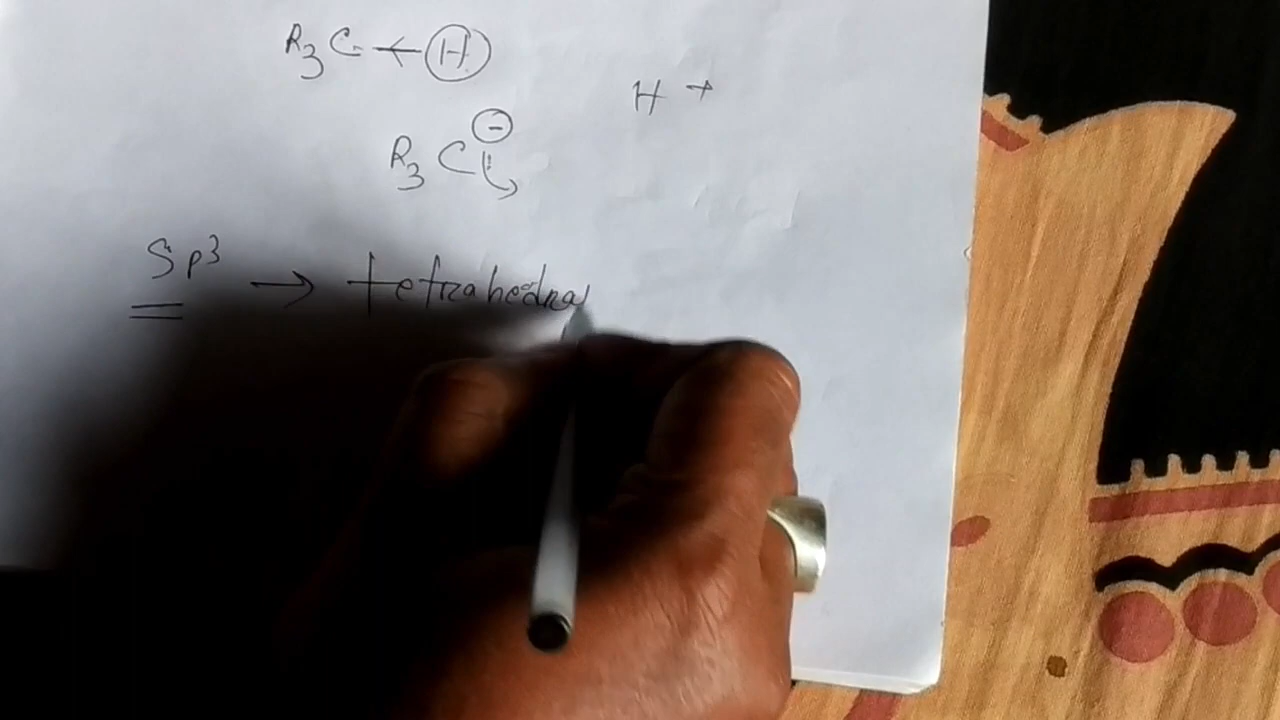 R₃C ← H
H⁺
R₃C⊖
Sp³ → tetrahedral